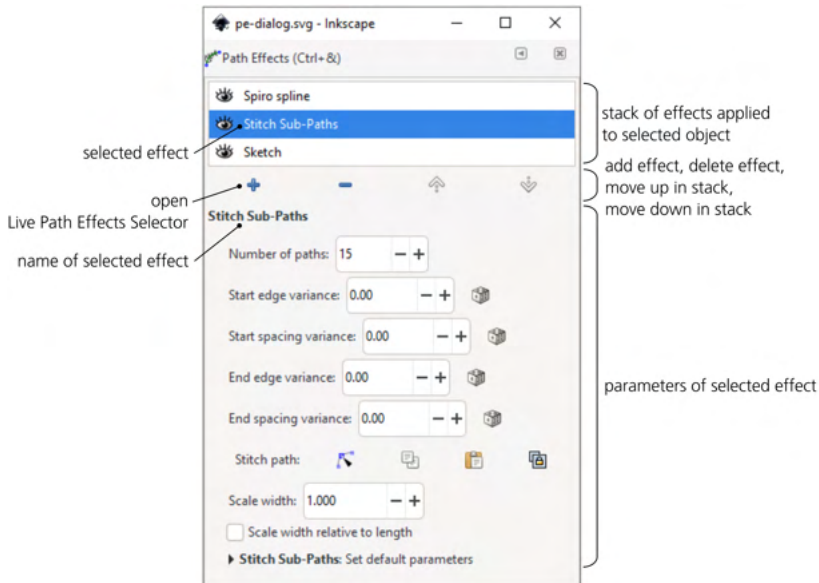 pe-dialog.svg - Inkscape
Path Effects (Ctrl+&)
Spiro spline
Stitch Sub-Paths
Sketch
selected effect
stack of effects applied
to selected object
open
Live Path Effects Selector
add effect, delete effect,
move up in stack,
move down in stack
Stitch Sub-Paths
name of selected effect
Number of paths: 15
Start edge variance: 0.00
Start spacing variance: 0.00
End edge variance: 0.00
parameters of selected effect
End spacing variance: 0.00
Stitch path:
Scale width: 1.000
Scale width relative to length
Stitch Sub-Paths: Set default parameters